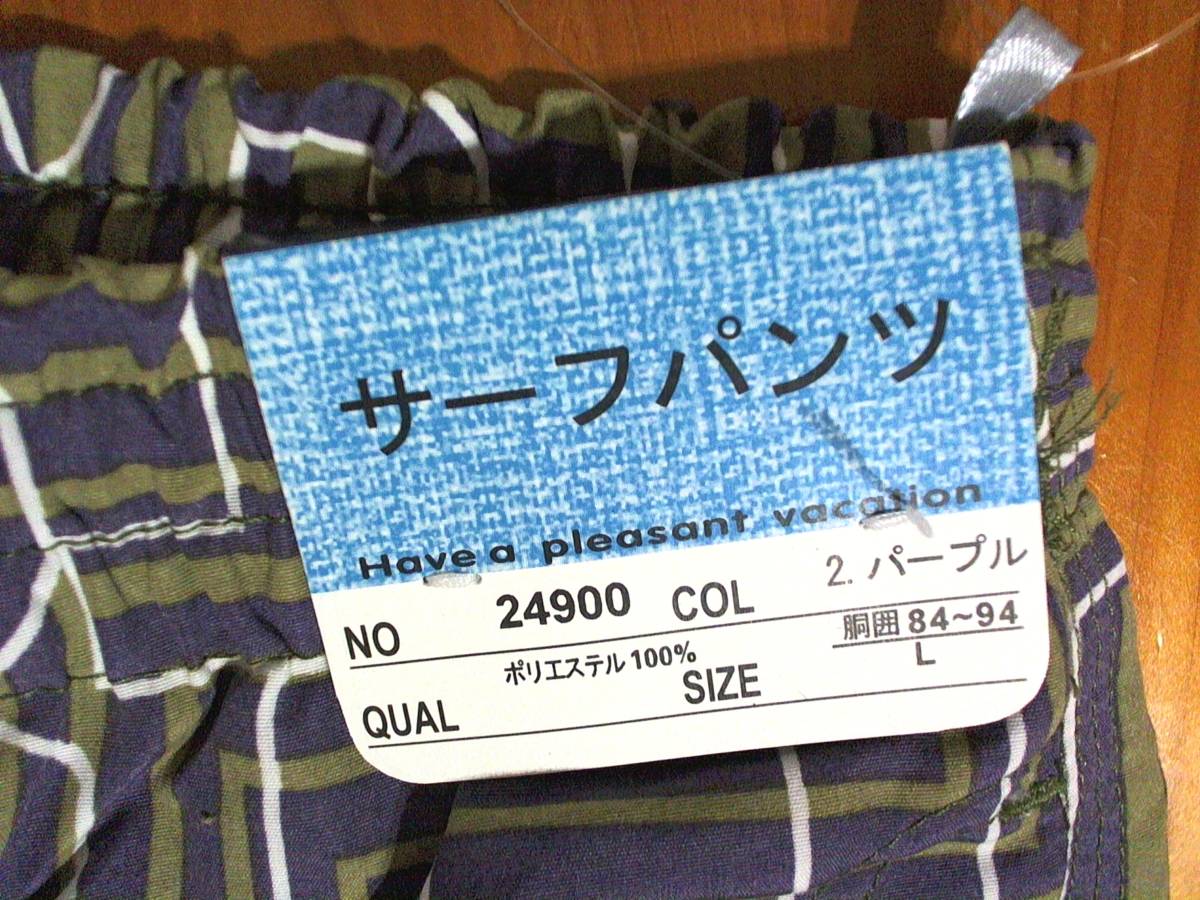 サーフパンツ
Have a pleasant vacation
NO 24900 COL 2. パープル
QUAL ポリエステル 100% SIZE 胴囲 84~94
L